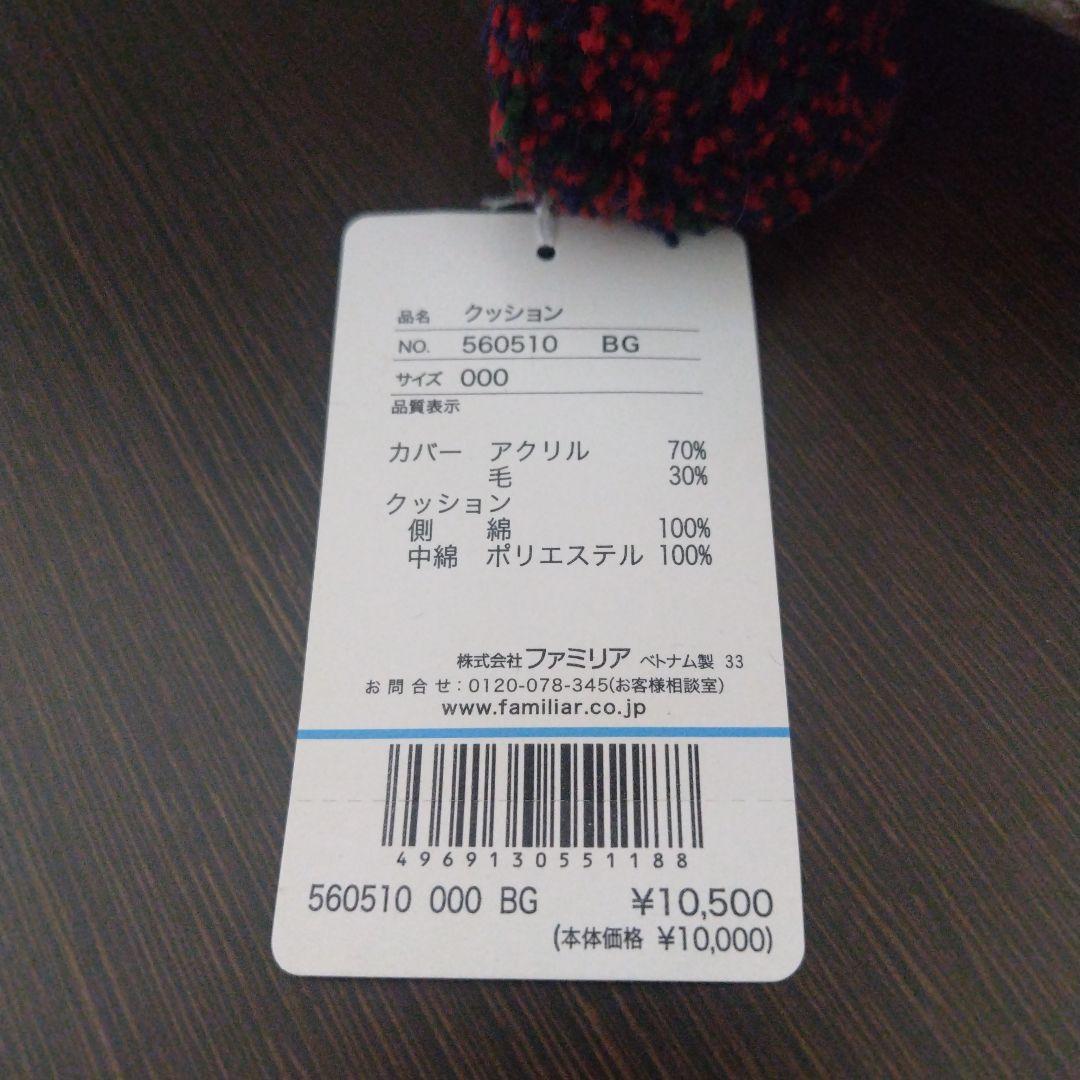 品名 クッション
NO. 560510 BG
サイズ 000
品質表示
カバー アクリル 70%
毛 30%
クッション
側 綿 100%
中綿 ポリエステル 100%
株式会社 ファミリア ベトナム製 33
お問合せ：0120-078-345(お客様相談室)
www.familiar.co.jp
4969130551188
560510 000 BG ¥10,500
(本体価格 ¥10,000)